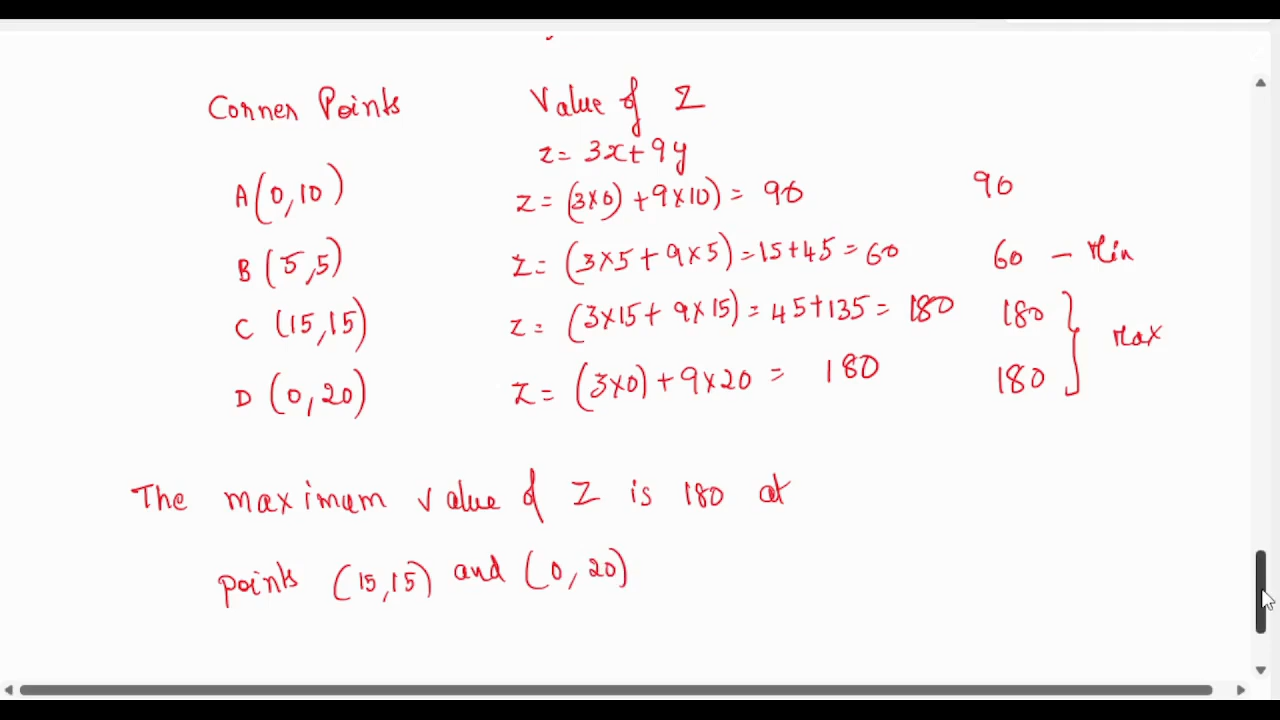 Corner Points Value of Z
z = 3x+9y
A (0,10) z = (3×0) + 9×10) = 90 90
B (5,5) z = (3×5 + 9×5) = 15+45 = 60 60 – Min
C (15,15) z = (3×15 + 9×15) = 45+135 = 180 180
Max
D (0,20) z = (3×0) + 9×20 = 180 180
The maximum value of Z is 180 at
points (15,15) and (0,20)